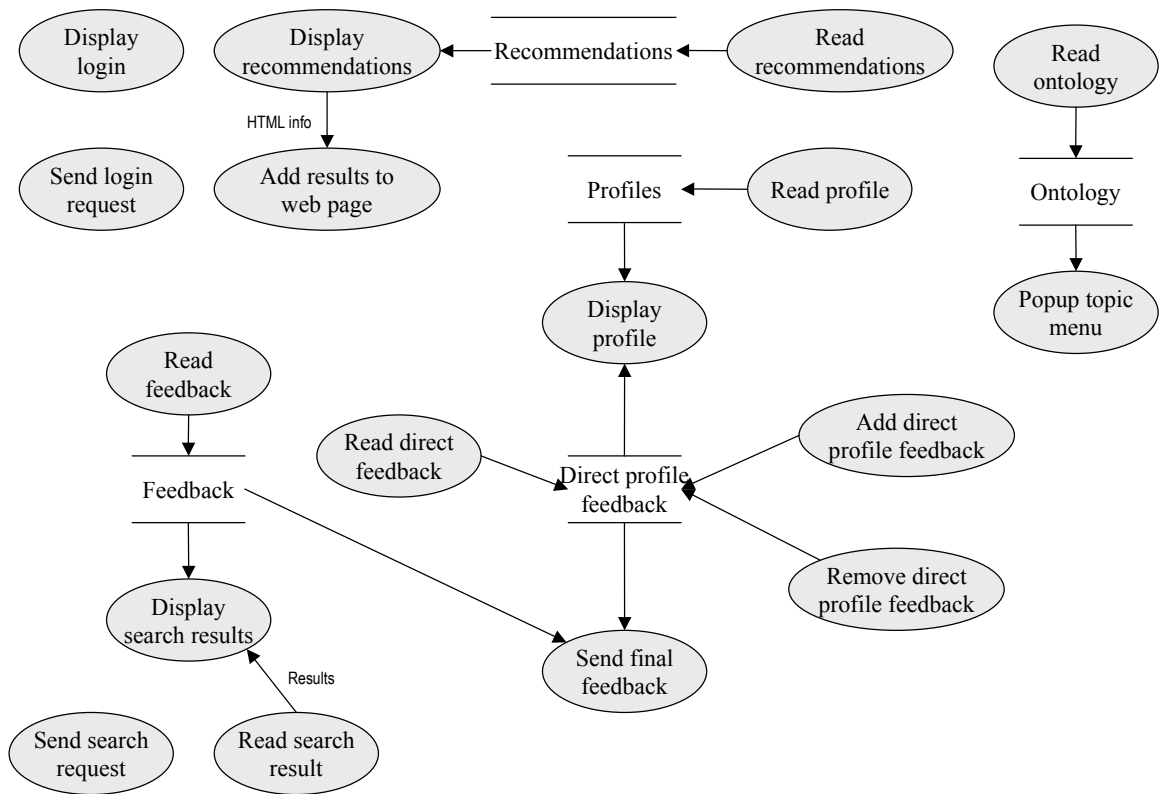 Display
login
Display
recommendations
Recommendations
Read
recommendations
Read
ontology
HTML info
Send login
request
Add results to
web page
Profiles
Read profile
Ontology
Display
profile
Popup topic
menu
Read
feedback
Read direct
feedback
Add direct
profile feedback
Feedback
Direct profile
feedback
Remove direct
profile feedback
Display
search results
Send final
feedback
Results
Send search
request
Read search
result